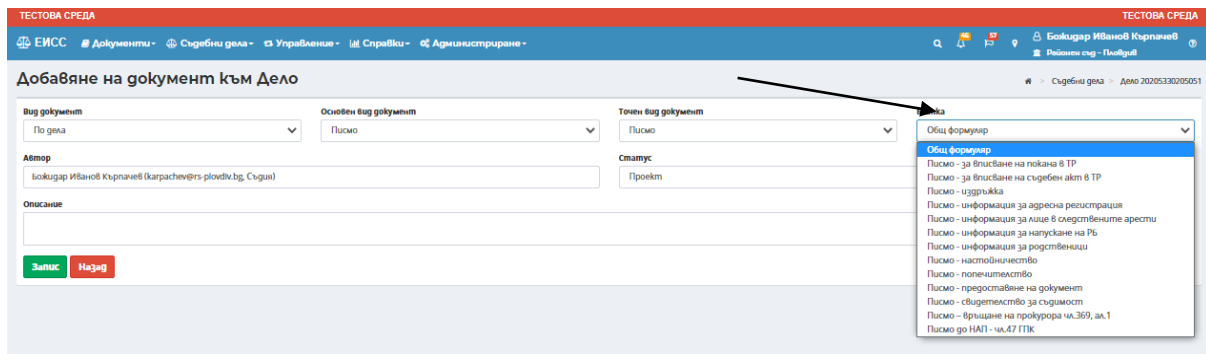 ТЕСТОВА СРЕДА ТЕСТОВА СРЕДА
ЕИСС Документи Съдебни дела Управление Справки Администриране 46 57 Божидар Иванов Кърпачев
Районен съд – Пловдив
Добавяне на документ към Дело Съдебни дела > Дело 20205330205051
Вид документ Основен вид документ Точен вид документ
По дела Писмо Писмо Общ формуляр
Автор Статус
Божидар Иванов Кърпачев (karpachev@rs-plovdiv.bg, Съдия) Проект
Описание
Запис Назад
Общ формуляр
Писмо - за вписване на покана в ТР
Писмо - за вписване на съдебен акт в ТР
Писмо - издръжка
Писмо - информация за адресна регистрация
Писмо - информация за лице в следствените арести
Писмо - информация за напускане на РБ
Писмо - информация за родственици
Писмо - настойничество
Писмо - попечителство
Писмо - предоставяне на документ
Писмо - свидетелство за съдимост
Писмо – връщане на прокурора чл.369, ал.1
Писмо до НАП - чл.47 ГПК